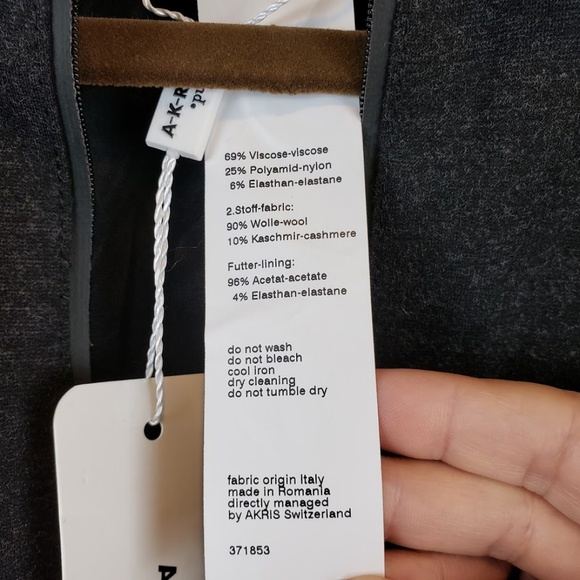 A-K-R
69% Viscose-viscose
25% Polyamid-nylon
6% Elasthan-elastane
2.Stoff-fabric:
90% Wolle-wool
10% Kaschmir-cashmere
Futter-lining:
96% Acetat-acetate
4% Elasthan-elastane
do not wash
do not bleach
cool iron
dry cleaning
do not tumble dry
fabric origin Italy
made in Romania
directly managed
by AKRIS Switzerland
371853
A